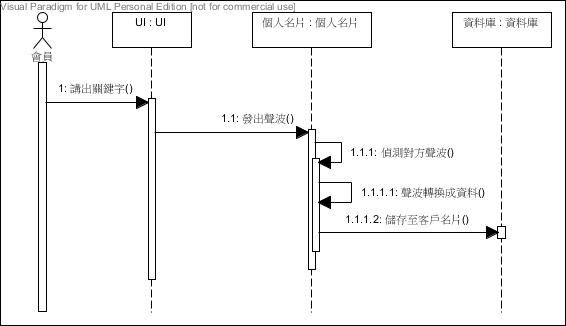 Visual Paradigm for UML Personal Edition [not for commercial use]
UI : UI
個人名片 : 個人名片
資料庫 : 資料庫
會員
1: 講出關鍵字()
1.1: 發出聲波()
1.1.1: 偵測對方聲波()
1.1.1.1: 聲波轉換成資料()
1.1.1.2: 儲存至客戶名片()